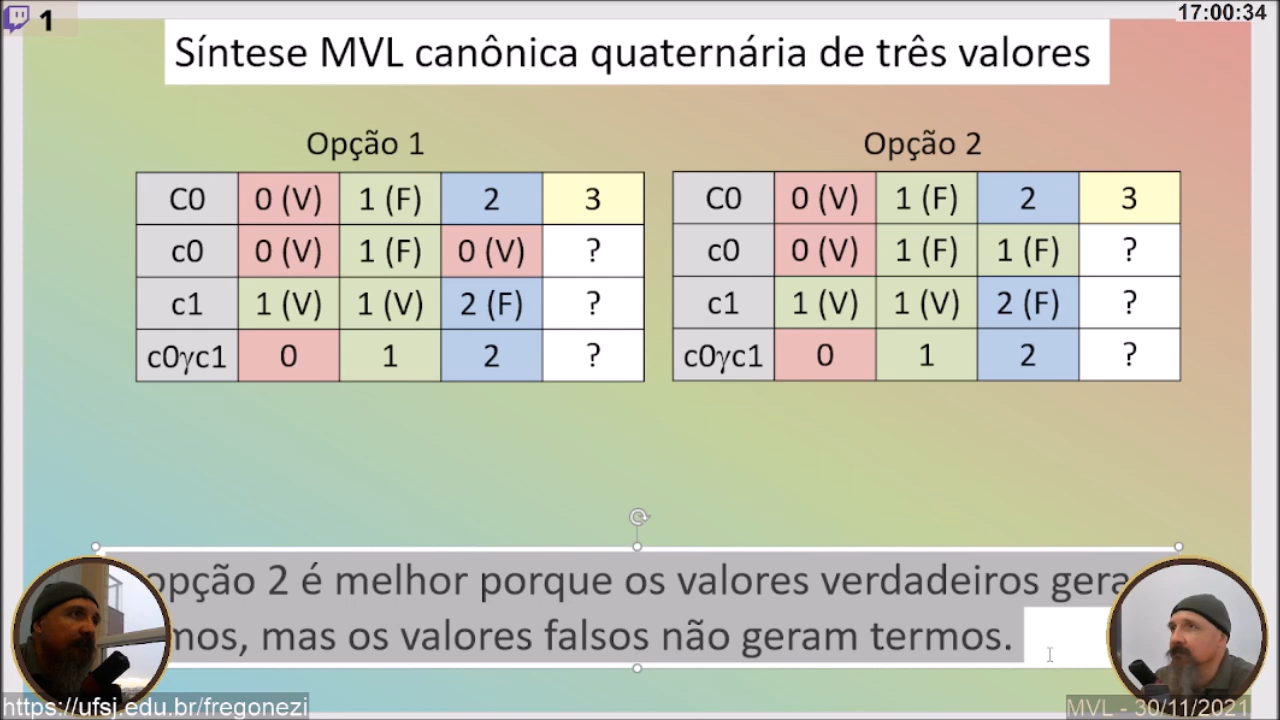 1
17:00:34
Síntese MVL canônica quaternária de três valores
Opção 1
C0 0 (V) 1 (F) 2 3
c0 0 (V) 1 (F) 0 (V) ?
c1 1 (V) 1 (V) 2 (F) ?
c0γc1 0 1 2 ?
Opção 2
C0 0 (V) 1 (F) 2 3
c0 0 (V) 1 (F) 1 (F) ?
c1 1 (V) 1 (V) 2 (F) ?
c0γc1 0 1 2 ?
opção 2 é melhor porque os valores verdadeiros
mas os valores falsos não geram termos.
https://ufsj.edu.br/fregonezi
MVL - 30/11/2021